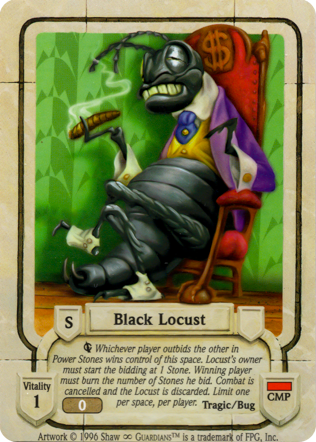 $
S
Black Locust
Whichever player outbids the other in
Power Stones wins control of this space. Locust's owner
must start the bidding at 1 Stone. Winning player
must burn the number of Stones he bid. Combat is
cancelled and the Locust is discarded. Limit one
per space, per player. Tragic/Bug
Vitality
1
0
CMP
Artwork © 1996 Shaw ∞ GUARDIANS™ is a trademark of FPG, Inc.